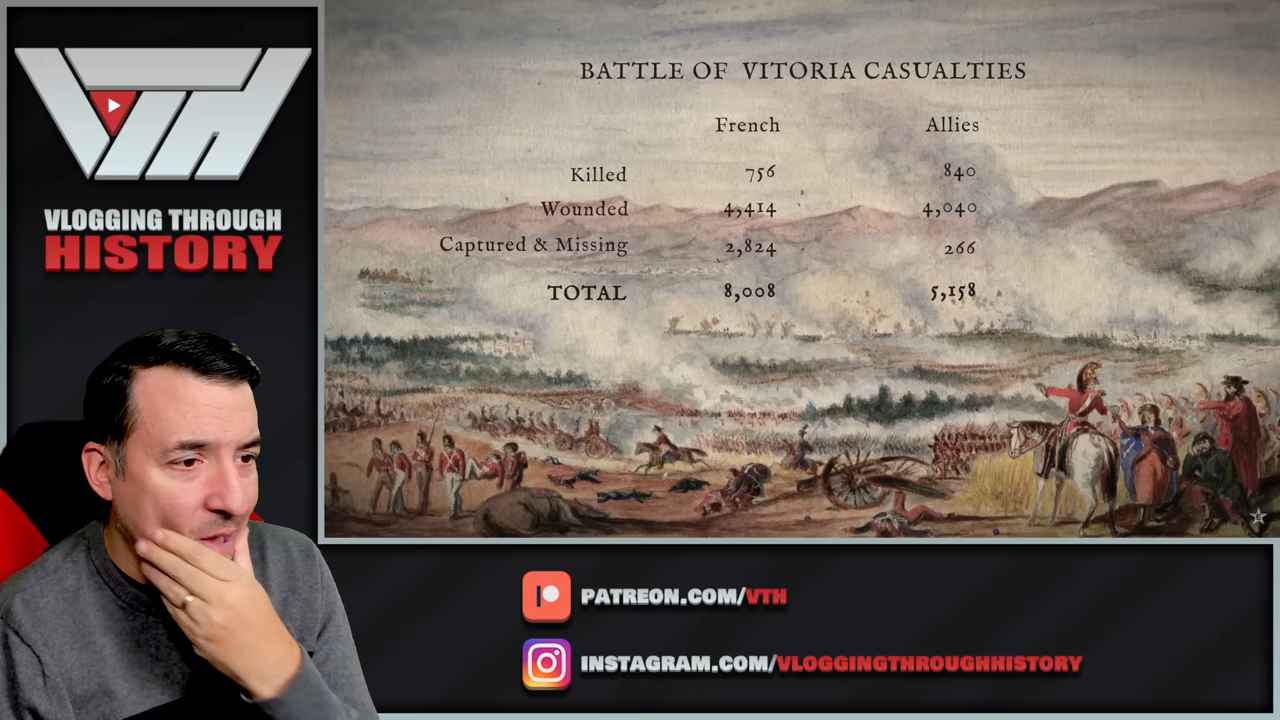 VTH
VLOGGING THROUGH
HISTORY
BATTLE OF VITORIA CASUALTIES
French Allies
Killed 756 840
Wounded 4,414 4,040
Captured & Missing 2,824 266
TOTAL 8,008 5,158
E
PATREON.COM/VTH
INSTAGRAM.COM/VLOGGINGTHROUGHHISTORY